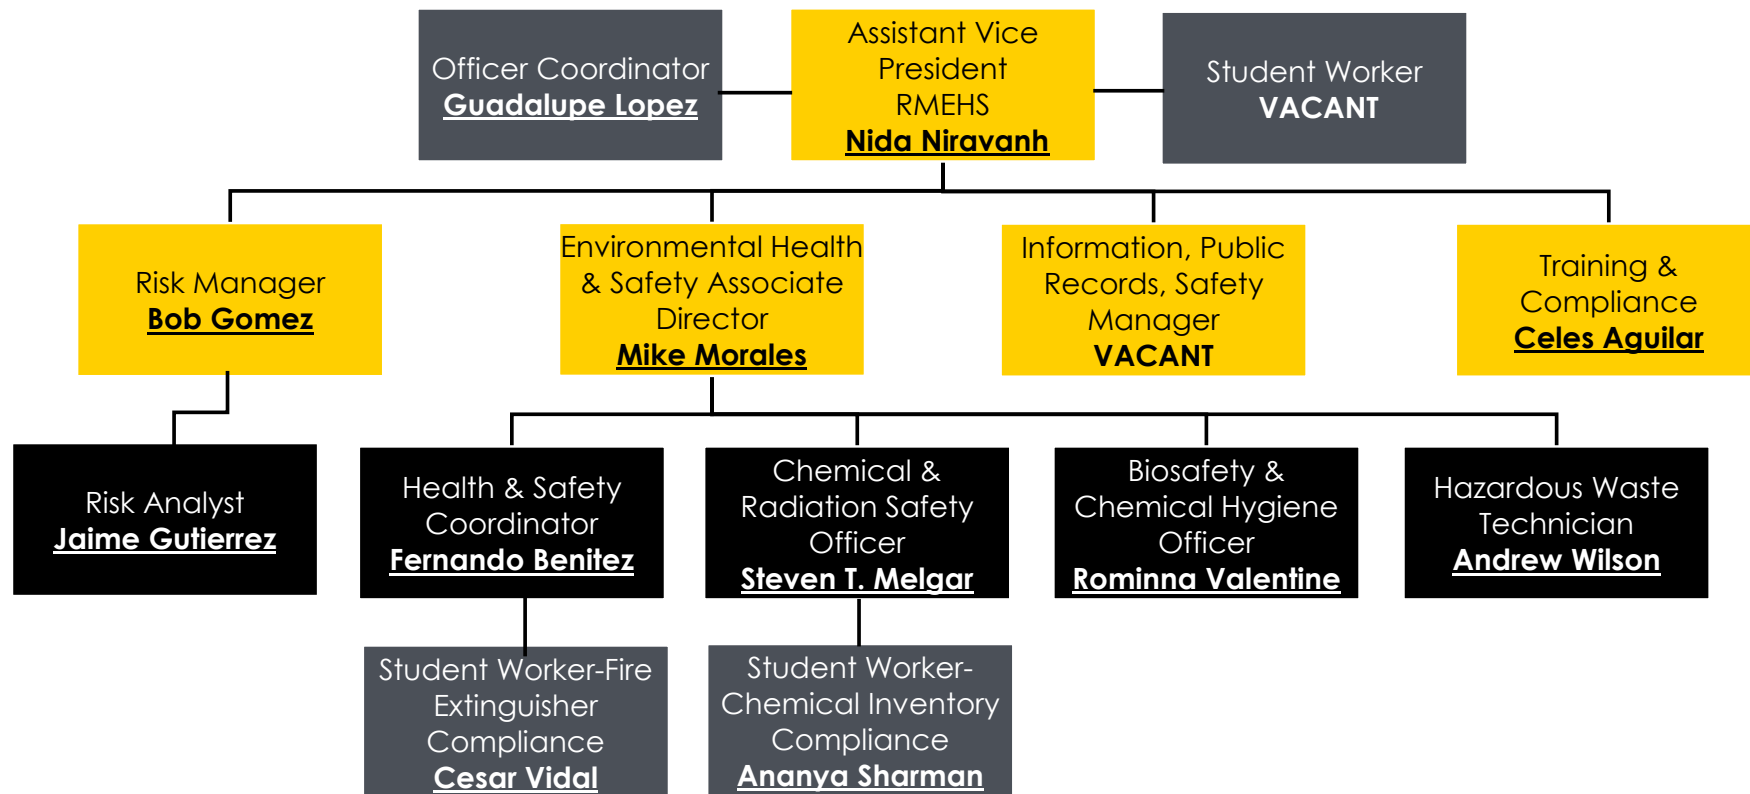 Officer Coordinator
Guadalupe Lopez
Assistant Vice
President
RMEHS
Nida Niravanh
Student Worker
VACANT
Risk Manager
Bob Gomez
Environmental Health
& Safety Associate
Director
Mike Morales
Information, Public
Records, Safety
Manager
VACANT
Training &
Compliance
Celes Aguilar
Risk Analyst
Jaime Gutierrez
Health & Safety
Coordinator
Fernando Benitez
Chemical &
Radiation Safety
Officer
Steven T. Melgar
Biosafety &
Chemical Hygiene
Officer
Rominna Valentine
Hazardous Waste
Technician
Andrew Wilson
Student Worker-Fire
Extinguisher
Compliance
Cesar Vidal
Student Worker-
Chemical Inventory
Compliance
Ananya Sharman